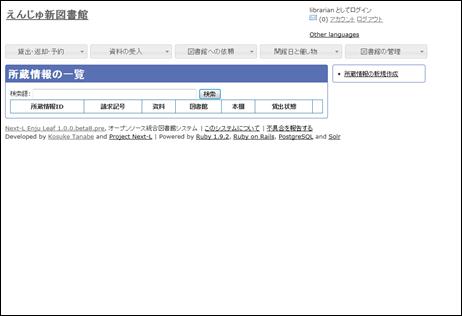 えんじゅ新図書館
librarian としてログイン
(0) アカウント ログアウト
Other languages
貸出・返却・予約 資料の受入 図書館への依頼 開館日と催し物 図書館の管理
所蔵情報の一覧
検索語: 検索
所蔵情報ID 請求記号 資料 図書館 本棚 貸出状態
• 所蔵情報の新規作成
Next-L Enju Leaf 1.0.0.beta8.pre, オープンソース統合図書館システム | このシステムについて | 不具合を報告する
Developed by Kosuke Tanabe and Project Next-L | Powered by Ruby 1.9.2, Ruby on Rails, PostgreSQL and Solr